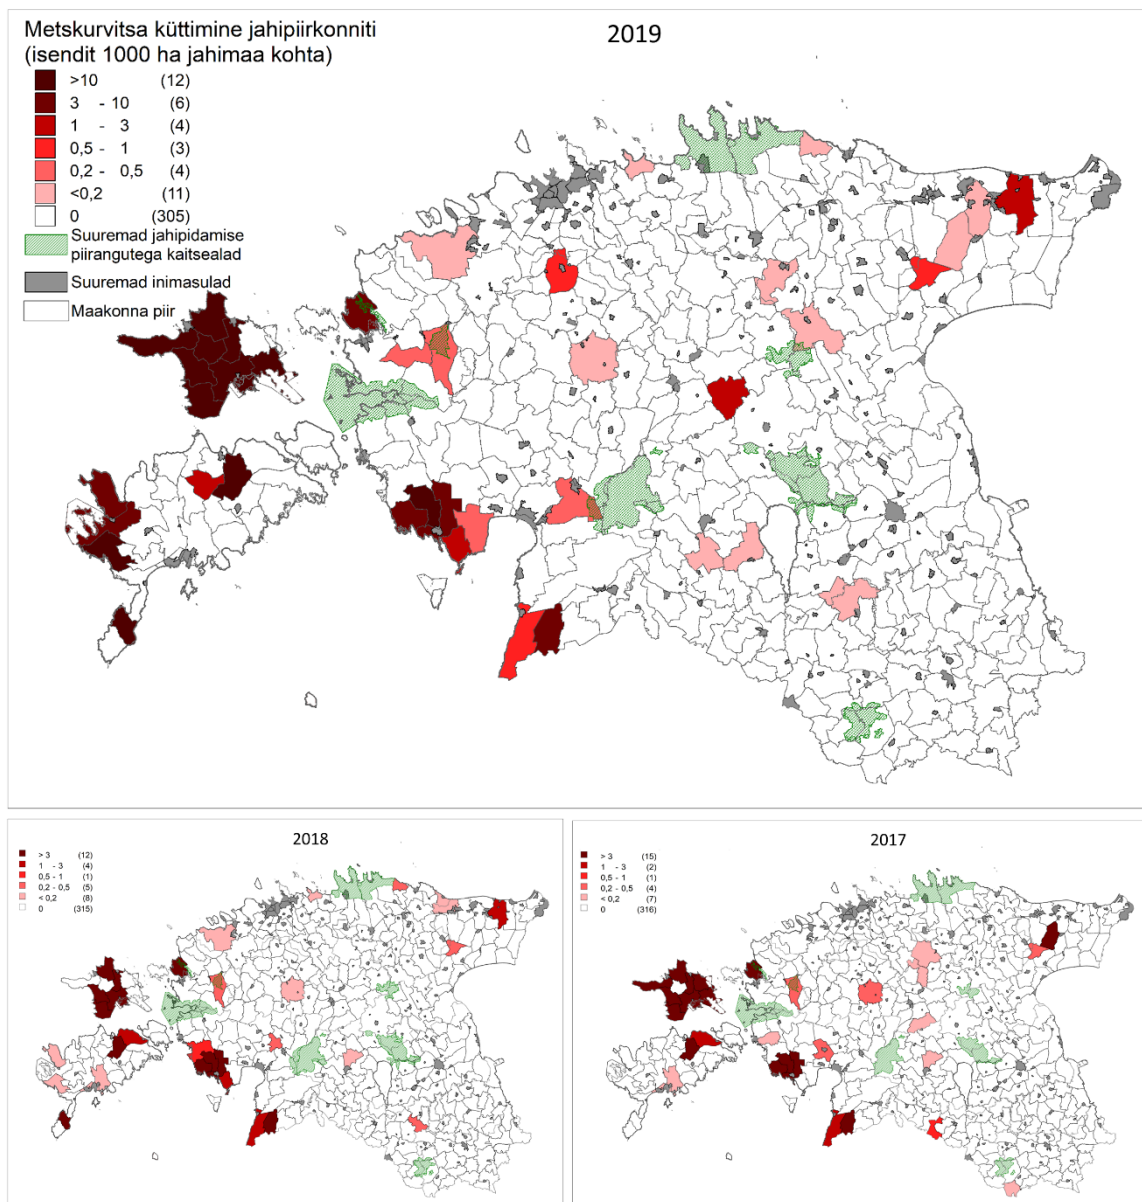 Metskurvitsa küttimine jahipiirkonniti
(isendit 1000 ha jahimaa kohta)
2019
>10 (12)
3 - 10 (6)
1 - 3 (4)
0,5 - 1 (3)
0,2 - 0,5 (4)
<0,2 (11)
0 (305)
Suuremad jahipidamise
piirangutega kaitsealad
Suuremad inimasulad
Maakonna piir
2018
> 3 (12)
1 - 3 (4)
0,5 - 1 (1)
0,2 - 0,5 (5)
< 0,2 (8)
0 (315)
2017
> 3 (15)
1 - 3 (2)
0,5 - 1 (1)
0,2 - 0,5 (4)
< 0,2 (7)
0 (316)